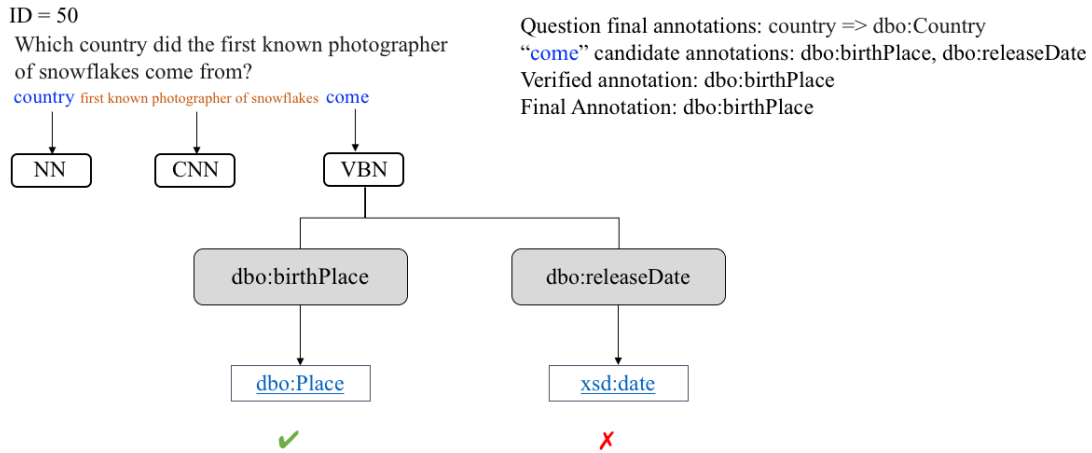 ID = 50
Which country did the first known photographer
of snowflakes come from?
country first known photographer of snowflakes come
NN CNN VBN
dbo:birthPlace dbo:releaseDate
dbo:Place xsd:date
Question final annotations: country => dbo:Country
“come” candidate annotations: dbo:birthPlace, dbo:releaseDate
Verified annotation: dbo:birthPlace
Final Annotation: dbo:birthPlace